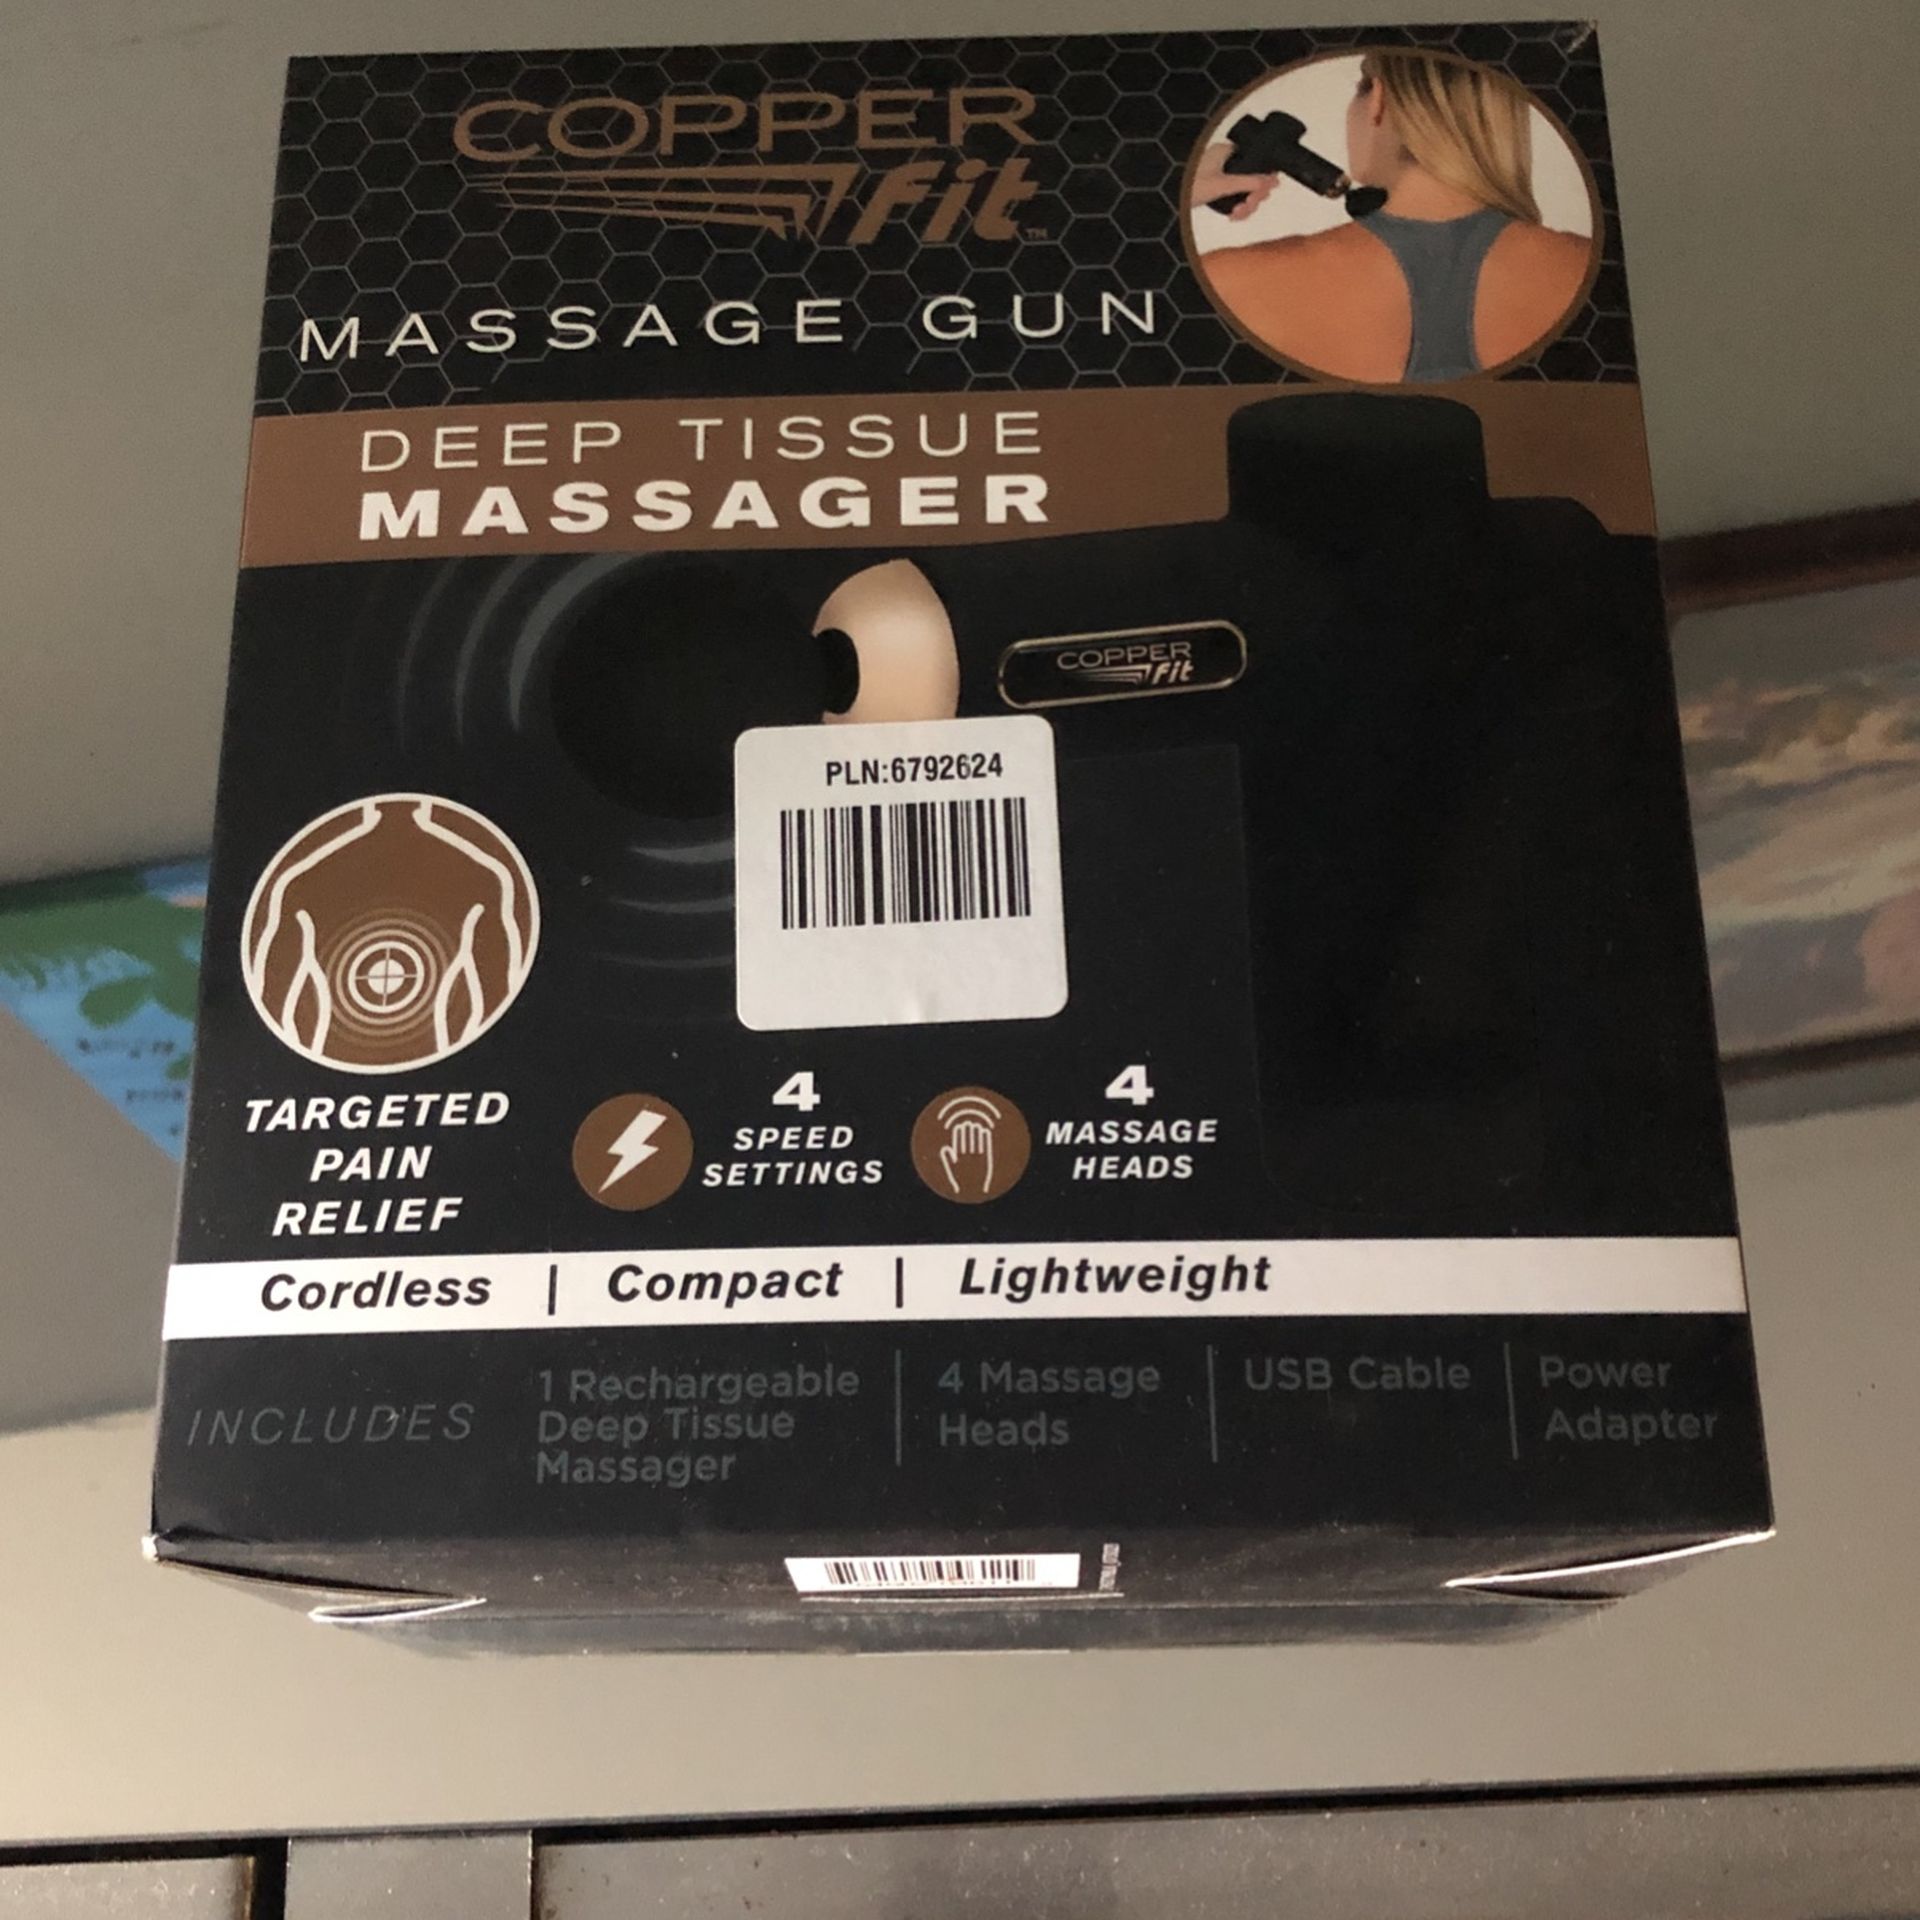 COPPER
fit™
MASSAGE GUN
DEEP TISSUE
MASSAGER
COPPER
fit
PLN:6792624
TARGETED
PAIN
RELIEF
4
SPEED
SETTINGS
4
MASSAGE
HEADS
Cordless | Compact | Lightweight
INCLUDES
1 Rechargeable
Deep Tissue
Massager
4 Massage
Heads
USB Cable
Power
Adapter